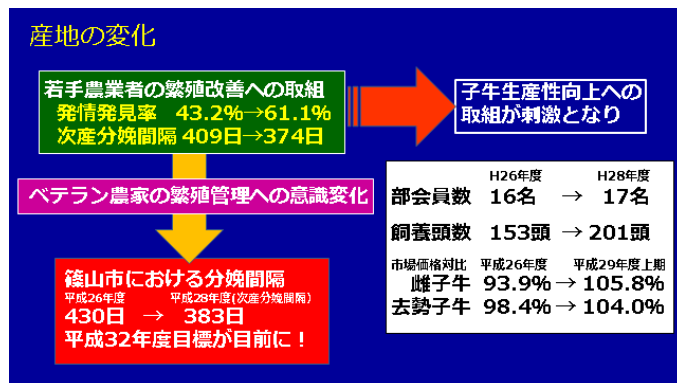 産地の変化
若手農業者の繁殖改善への取組
発情発見率 43.2%→61.1%
次産分娩間隔 409日→374日
子牛生産性向上への
取組が刺激となり
ベテラン農家の繁殖管理への意識変化
篠山市における分娩間隔
平成26年度 平成28年度(次産分娩間隔)
430日 → 383日
平成32年度目標が目前に！
H26年度 H28年度
部会員数 16名 → 17名
飼養頭数 153頭 → 201頭
市場価格対比 平成26年度 平成29年度上期
雌子牛 93.9% → 105.8%
去勢子牛 98.4% → 104.0%